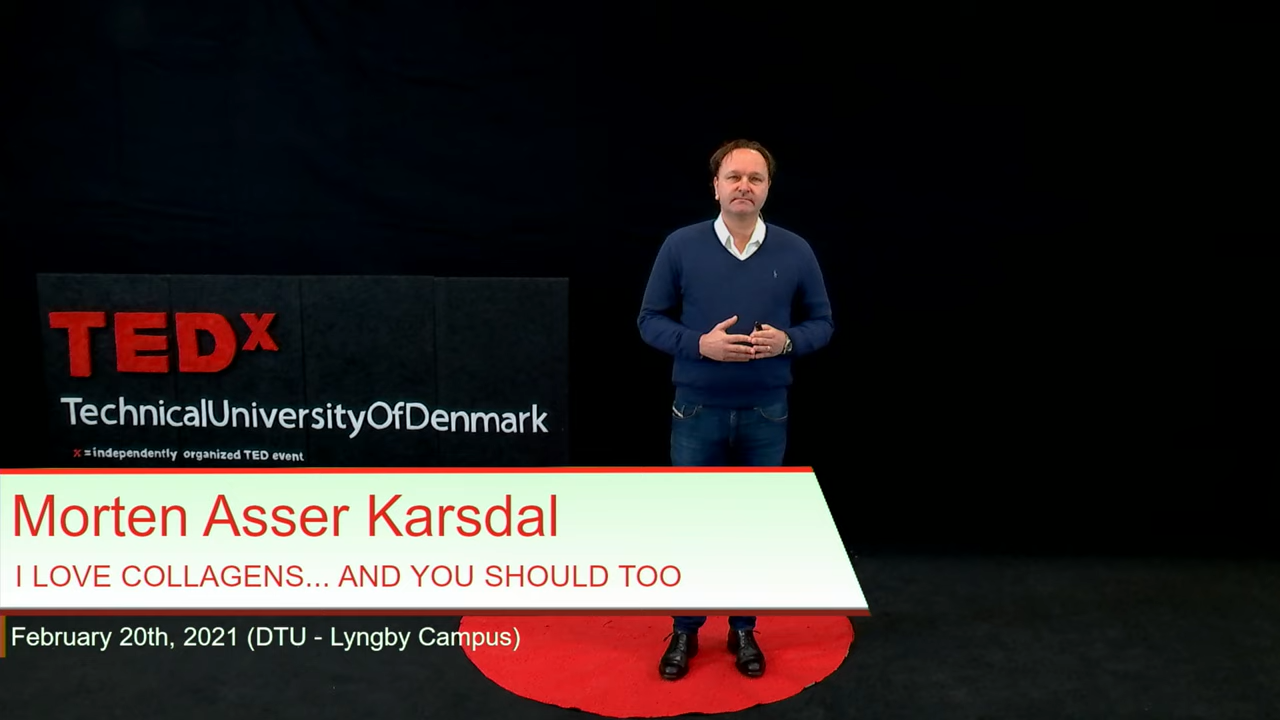 TEDx
TechnicalUniversityOfDenmark
x =independently organized TED event
Morten Asser Karsdal
I LOVE COLLAGENS... AND YOU SHOULD TOO
February 20th, 2021 (DTU - Lyngby Campus)